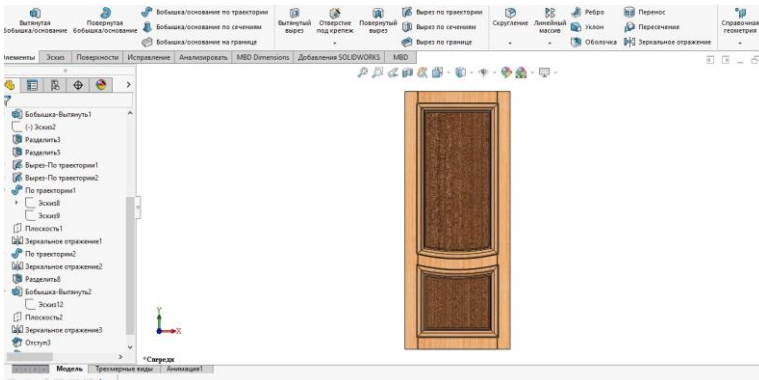 Вытянутая бобышка/основание
Повернутая бобышка/основание
Бобышка/основание по траектории
Бобышка/основание по сечениям
Бобышка/основание на границе
Вытянутый вырез
Отверстие под крепеж
Повернутый вырез
Вырез по траектории
Вырез по сечениям
Вырез по границе
Скругление
Линейный массив
Ребро
Уклон
Оболочка
Перенос
Пересечение
Зеркальное отражение
Справочная геометрия
Элементы Эскиз Поверхности Исправление Анализировать MBD Dimensions Добавления SOLIDWORKS MBD
Бобышка-Вытянуть1
(-) Эскиз2
Разделить3
Разделить5
Вырез-По траектории1
Вырез-По траектории2
По траектории1
Эскиз8
Эскиз9
Плоскость1
Зеркальное отражение1
По траектории2
Зеркальное отражение2
Разделить8
Бобышка-Вытянуть2
Эскиз12
Плоскость2
Зеркальное отражение3
Отступ3
Y
X
*Спереди
Модель Трехмерные виды Анимация1